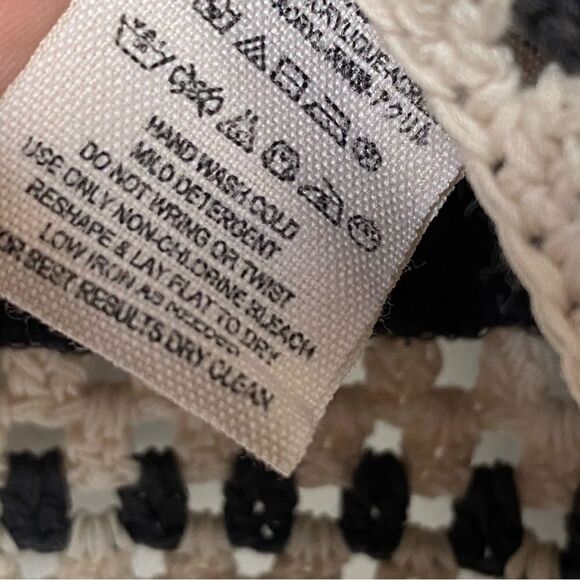 HAND WASH COLD
MILD DETERGENT
DO NOT WRING OR TWIST
USE ONLY NON-CHLORINE BLEACH
RESHAPE & LAY FLAT TO DRY
LOW IRON AS NEEDED
FOR BEST RESULTS DRY CLEAN